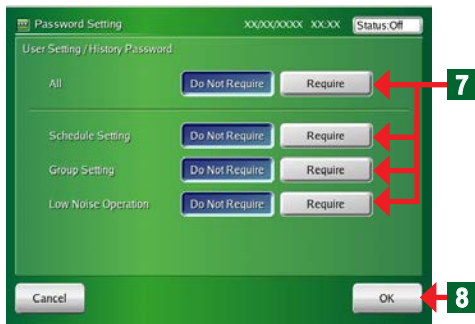 Password Setting XX/XX/XXXX XX:XX Status:Off
User Setting / History Password
All Do Not Require Require 7
Schedule Setting Do Not Require Require
Group Setting Do Not Require Require
Low Noise Operation Do Not Require Require
Cancel OK 8